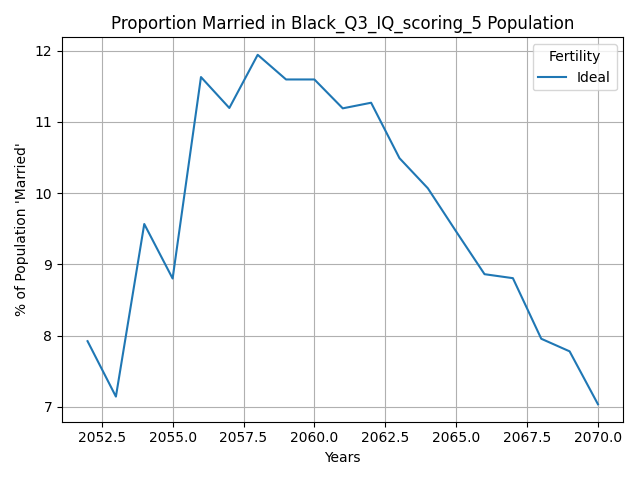 Proportion Married in Black_Q3_IQ_scoring_5 Population
Fertility
Ideal
% of Population 'Married'
12
11
10
9
8
7
2052.5 2055.0 2057.5 2060.0 2062.5 2065.0 2067.5 2070.0
Years